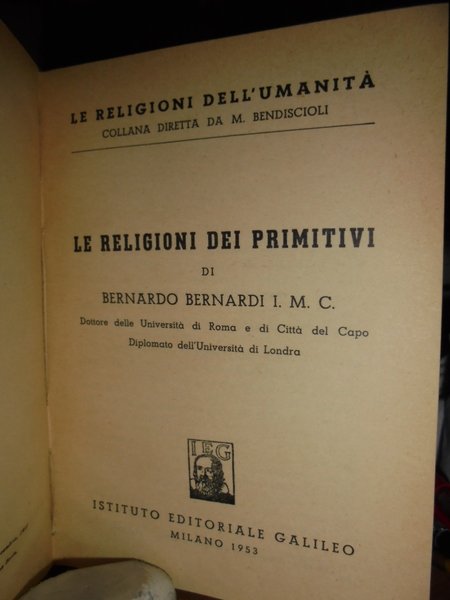 LE RELIGIONI DELL'UMANITÀ
COLLANA DIRETTA DA M. BENDISCIOLI
LE RELIGIONI DEI PRIMITIVI
DI
BERNARDO BERNARDI I. M. C.
Dottore delle Università di Roma e di Città del Capo
Diplomato dell'Università di Londra
IEG
ISTITUTO EDITORIALE GALILEO
MILANO 1953